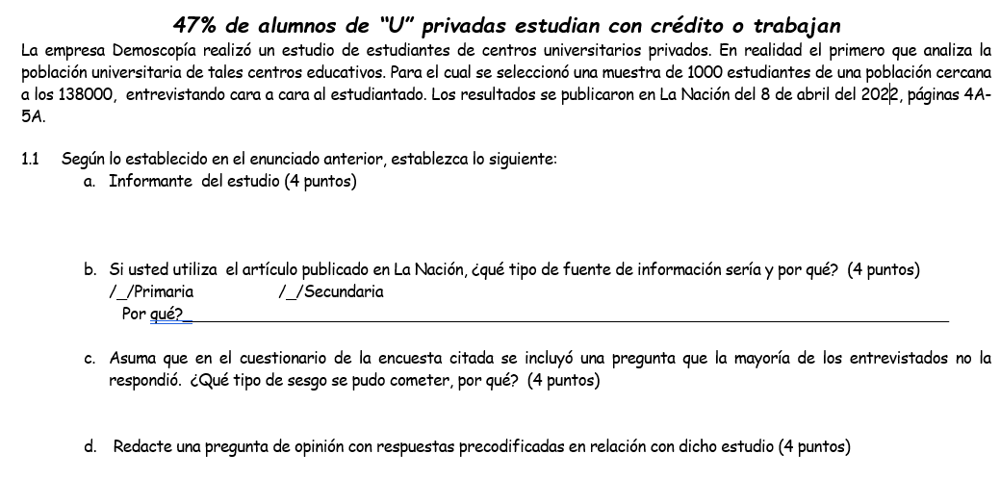 47% de alumnos de “U” privadas estudian con crédito o trabajan
La empresa Demoscopía realizó un estudio de estudiantes de centros universitarios privados. En realidad el primero que analiza la
población universitaria de tales centros educativos. Para el cual se seleccionó una muestra de 1000 estudiantes de una población cercana
a los 138000, entrevistando cara a cara al estudiantado. Los resultados se publicaron en La Nación del 8 de abril del 2022, páginas 4A-
5A.
1.1 Según lo establecido en el enunciado anterior, establezca lo siguiente:
a. Informante del estudio (4 puntos)
b. Si usted utiliza el artículo publicado en La Nación, ¿qué tipo de fuente de información sería y por qué? (4 puntos)
/_/Primaria /_/Secundaria
Por qué?_
c. Asuma que en el cuestionario de la encuesta citada se incluyó una pregunta que la mayoría de los entrevistados no la
respondió. ¿Qué tipo de sesgo se pudo cometer, por qué? (4 puntos)
d. Redacte una pregunta de opinión con respuestas precodificadas en relación con dicho estudio (4 puntos)